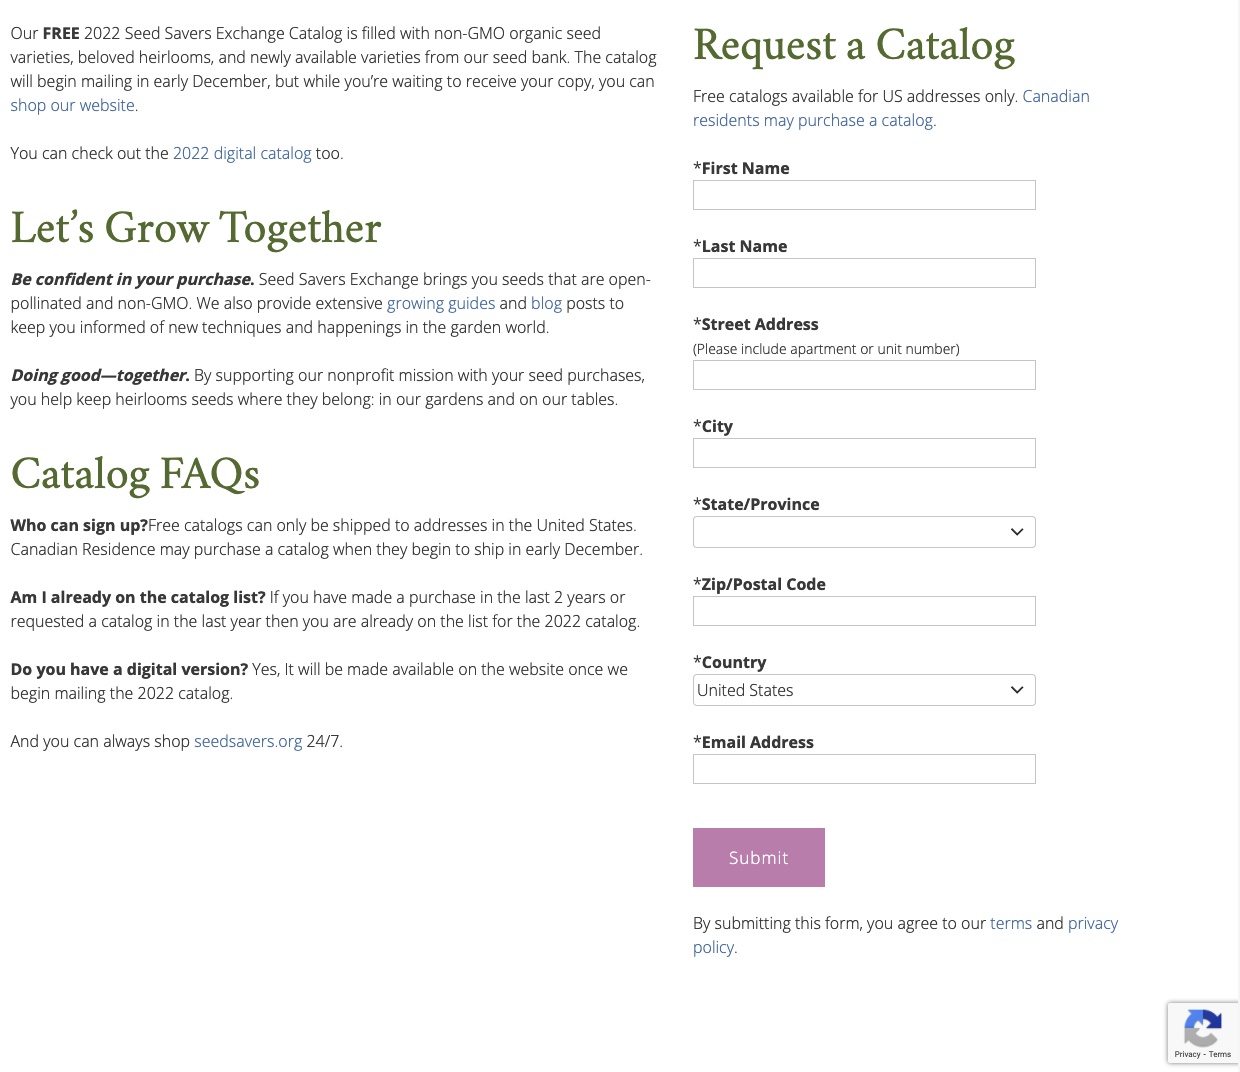 Our FREE 2022 Seed Savers Exchange Catalog is filled with non-GMO organic seed
varieties, beloved heirlooms, and newly available varieties from our seed bank. The catalog
will begin mailing in early December, but while you’re waiting to receive your copy, you can
shop our website.
You can check out the 2022 digital catalog too.
Let’s Grow Together
Be confident in your purchase. Seed Savers Exchange brings you seeds that are open-
pollinated and non-GMO. We also provide extensive growing guides and blog posts to
keep you informed of new techniques and happenings in the garden world.
Doing good—together. By supporting our nonprofit mission with your seed purchases,
you help keep heirlooms seeds where they belong: in our gardens and on our tables.
Catalog FAQs
Who can sign up?Free catalogs can only be shipped to addresses in the United States.
Canadian Residence may purchase a catalog when they begin to ship in early December.
Am I already on the catalog list? If you have made a purchase in the last 2 years or
requested a catalog in the last year then you are already on the list for the 2022 catalog.
Do you have a digital version? Yes, It will be made available on the website once we
begin mailing the 2022 catalog.
And you can always shop seedsavers.org 24/7.
Request a Catalog
Free catalogs available for US addresses only. Canadian
residents may purchase a catalog.
*First Name
*Last Name
*Street Address
(Please include apartment or unit number)
*City
*State/Province
*Zip/Postal Code
*Country
United States
*Email Address
Submit
By submitting this form, you agree to our terms and privacy
policy.
Privacy - Terms